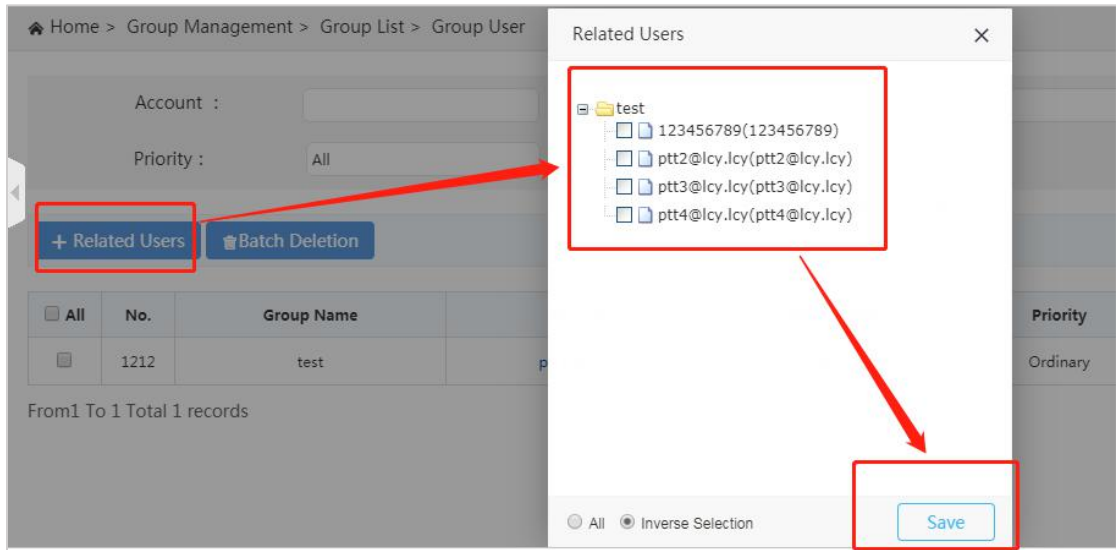 Home > Group Management > Group List > Group User
Account :
Priority :
All
+ Related Users
Batch Deletion
All No. Group Name Priority
1212 test p Ordinary
From1 To 1 Total 1 records
Related Users
test
123456789(123456789)
ptt2@lcy.lcy(ptt2@lcy.lcy)
ptt3@lcy.lcy(ptt3@lcy.lcy)
ptt4@lcy.lcy(ptt4@lcy.lcy)
All Inverse Selection Save